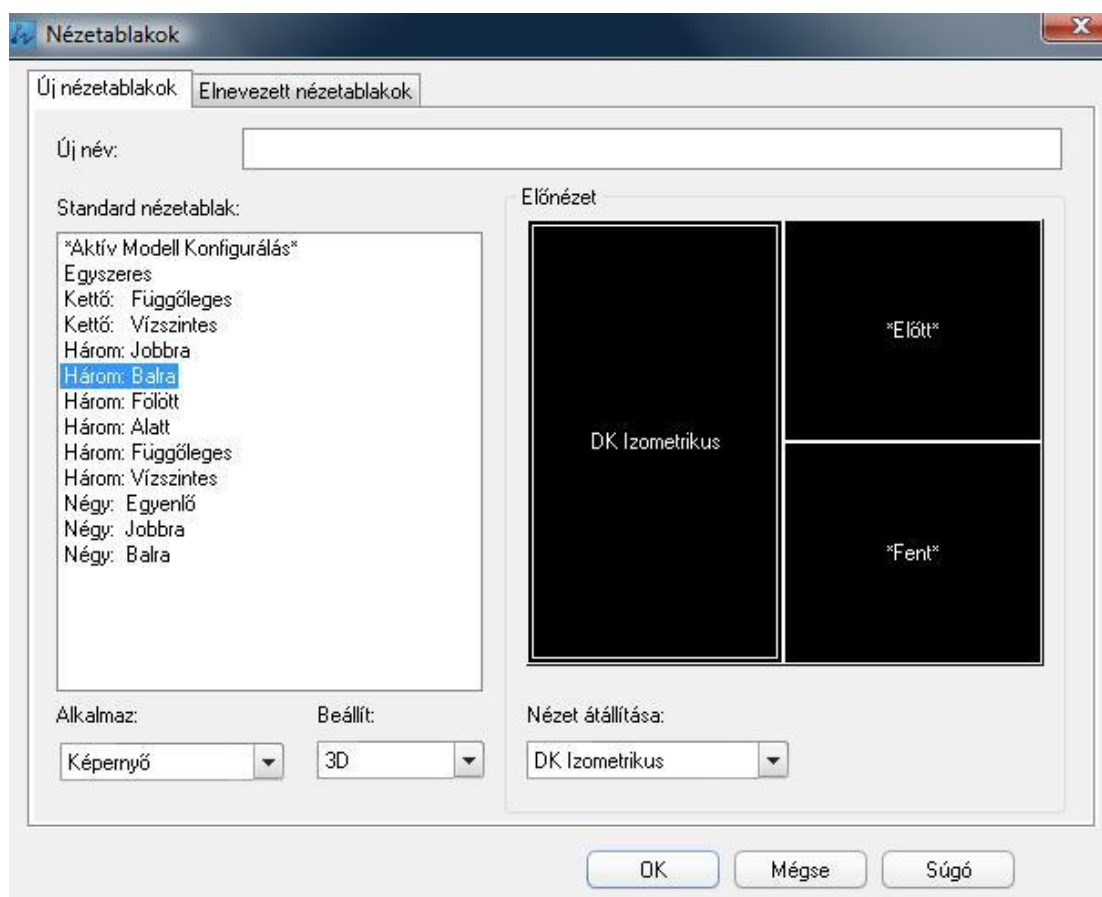 Nézetablakok
Új nézetablakok
Elnevezett nézetablakok
Új név:
Standard nézetablak:
*Aktív Modell Konfigurálás*
Egyszeres
Kettő: Függőleges
Kettő: Vízszintes
Három: Jobbra
Három: Balra
Három: Fölött
Három: Alatt
Három: Függőleges
Három: Vízszintes
Négy: Egyenlő
Négy: Jobbra
Négy: Balra
Előnézet
DK Izometrikus
*Előtt*
*Fent*
Alkalmaz:
Képernyő
Beállít:
3D
Nézet átállítása:
DK Izometrikus
OK
Mégse
Súgó